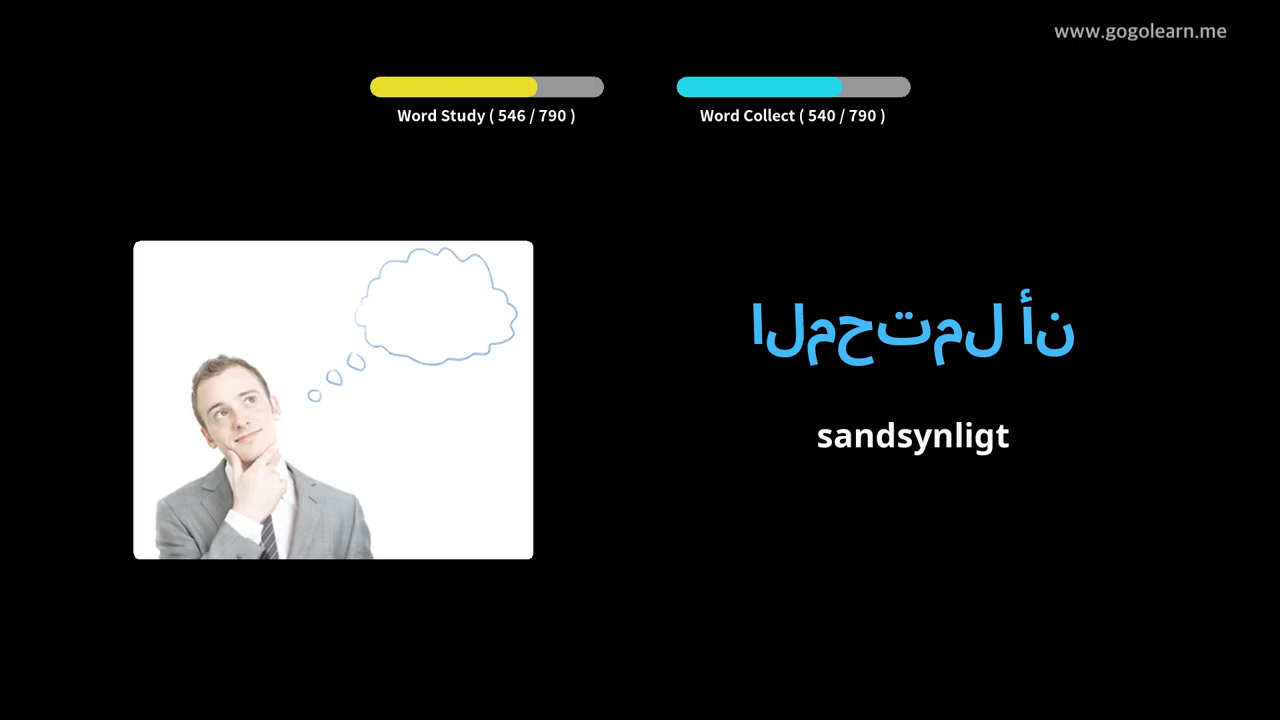 www.gogolearn.me
Word Study ( 546 / 790 )
Word Collect ( 540 / 790 )
المحتمل أن
sandsynligt